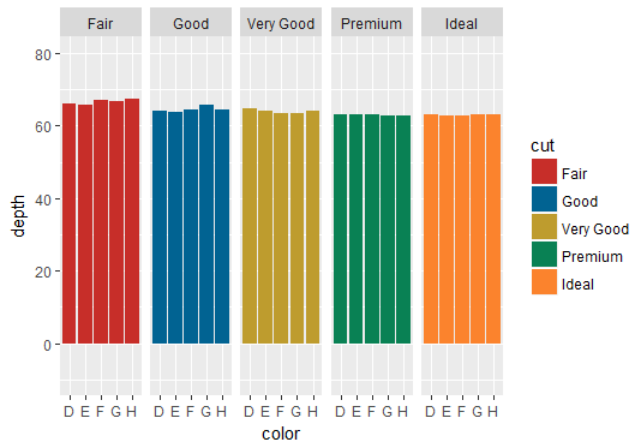 Fair Good Very Good Premium Ideal
80
60
40
20
0
depth
D E F G H D E F G H D E F G H D E F G H D E F G H
color
cut
Fair
Good
Very Good
Premium
Ideal